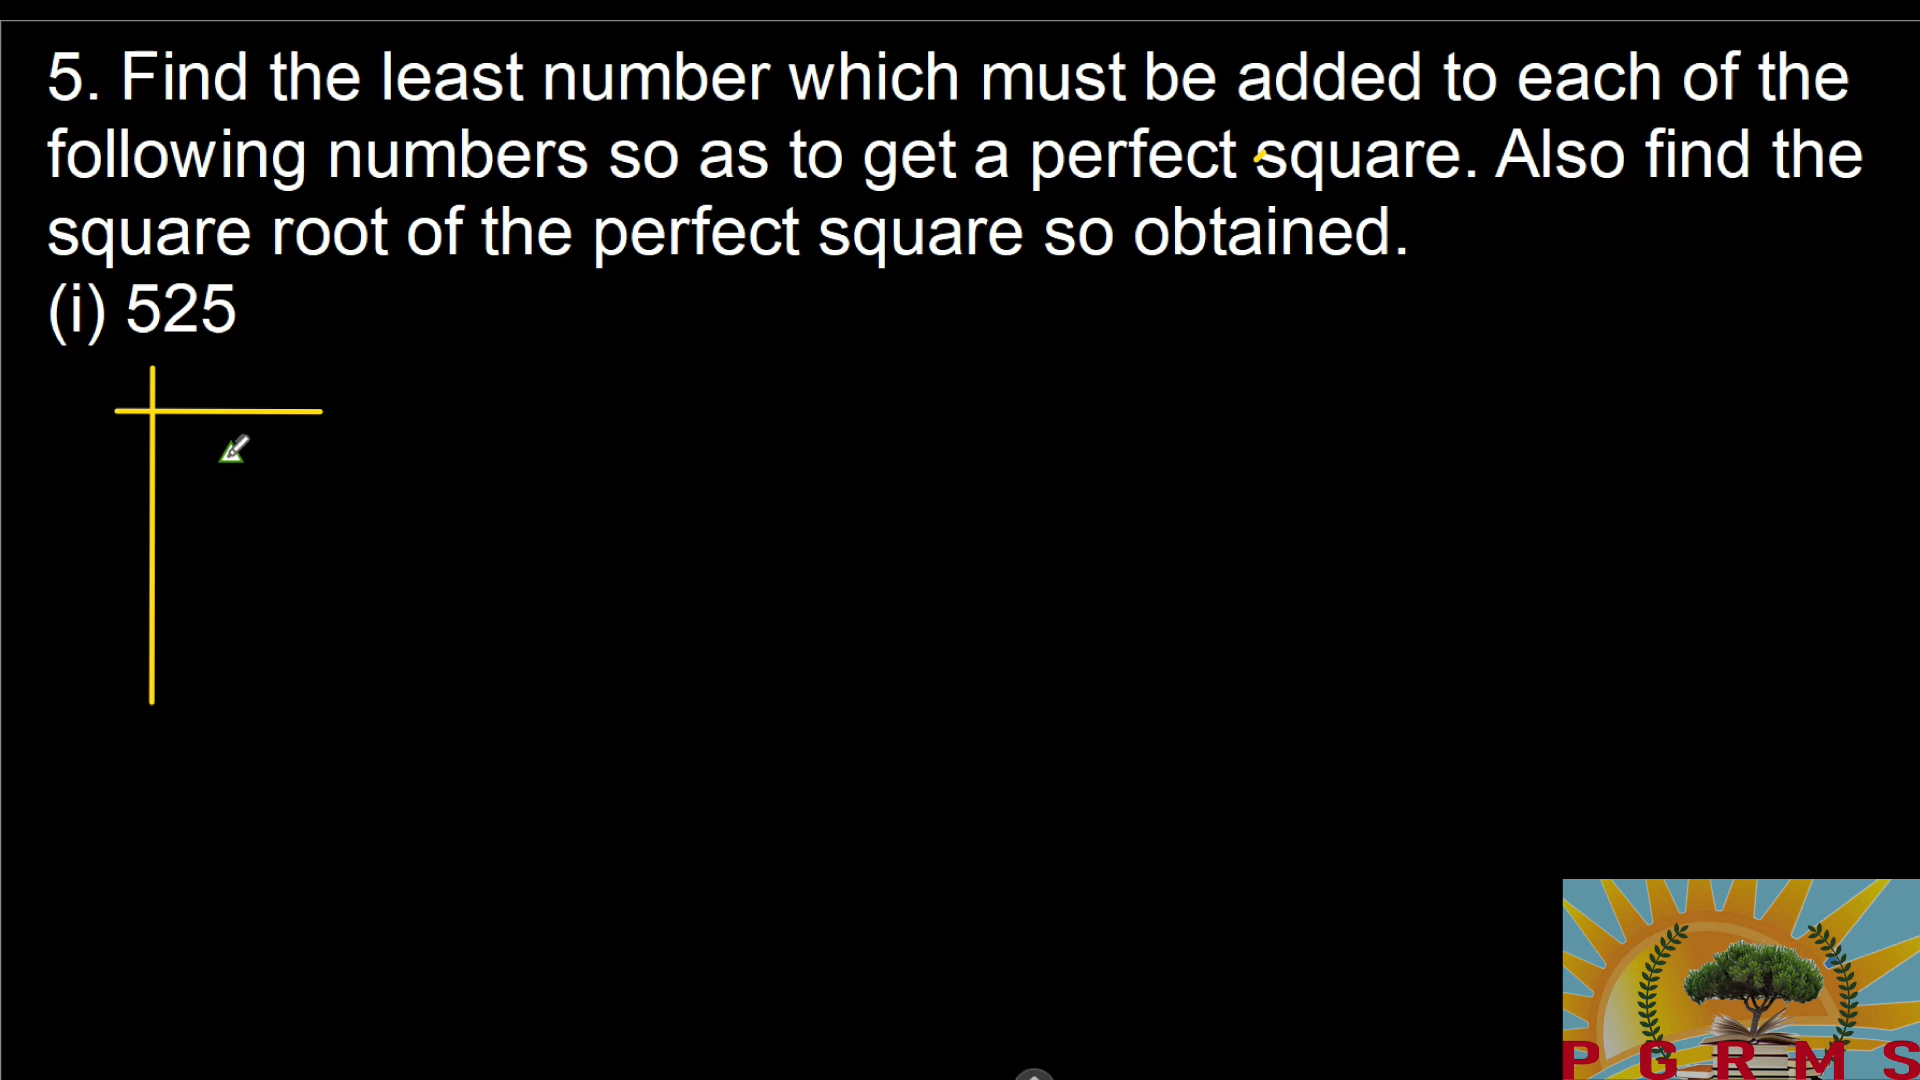 5. Find the least number which must be added to each of the
following numbers so as to get a perfect square. Also find the
square root of the perfect square so obtained.
(i) 525
P G R M S